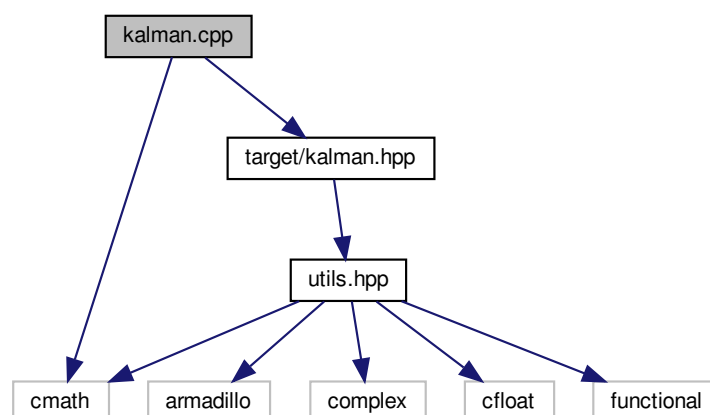 kalman.cpp
target/kalman.hpp
utils.hpp
cmath
armadillo
complex
cfloat
functional